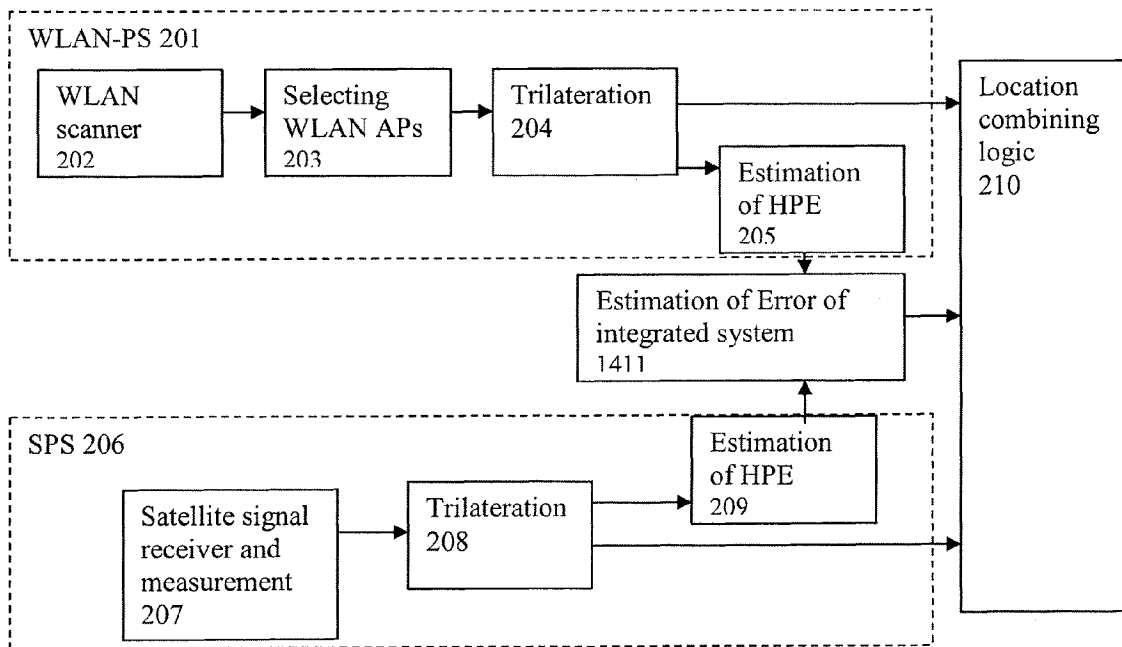 WLAN-PS 201
WLAN
scanner
202
Selecting
WLAN APs
203
Trilateration
204
Estimation
of HPE
205
Location
combining
logic
210
Estimation of Error of
integrated system
1411
SPS 206
Satellite signal
receiver and
measurement
207
Trilateration
208
Estimation
of HPE
209